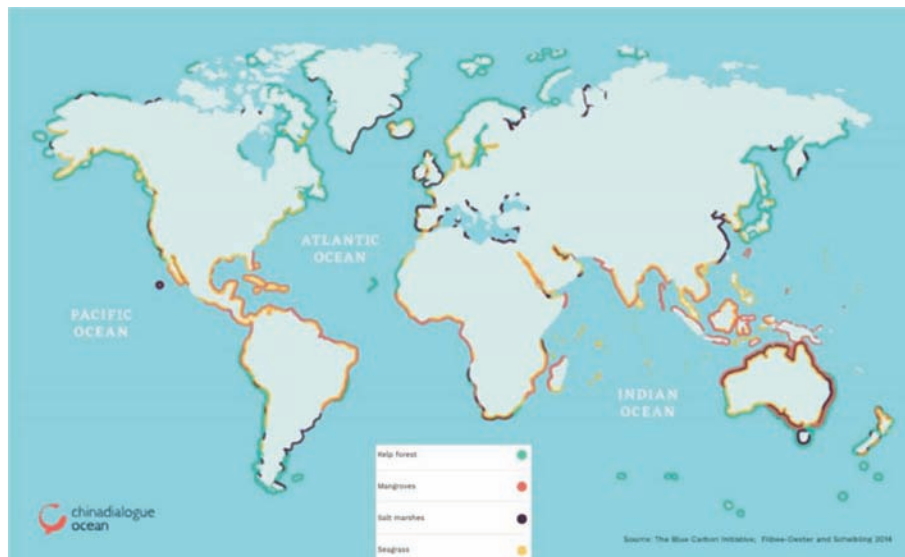 ATLANTIC
OCEAN
PACIFIC
OCEAN
INDIAN
OCEAN
Kelp forest
Mangroves
Salt marshes
Seagrass
chinadialogue
ocean
Source: The Blue Carbon Initiative; Filbee-Dexter and Scheibling 2014